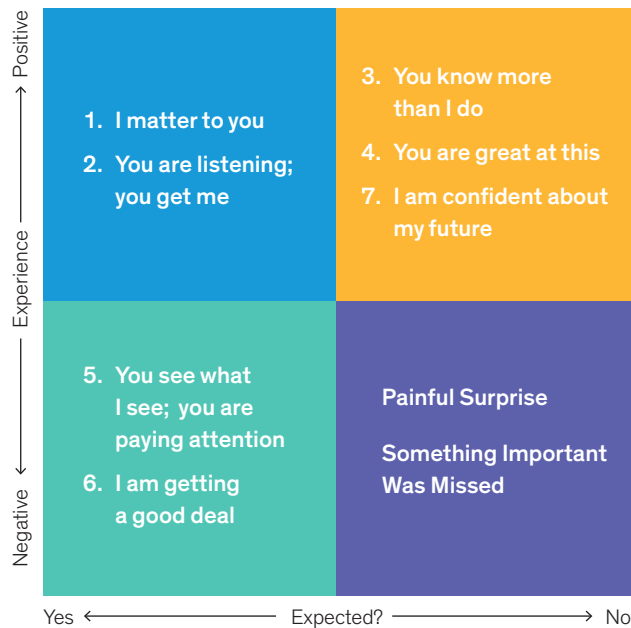 Positive
Experience
Negative
1. I matter to you
2. You are listening;
you get me
3. You know more
than I do
4. You are great at this
7. I am confident about
my future
5. You see what
I see; you are
paying attention
6. I am getting
a good deal
Painful Surprise
Something Important
Was Missed
Yes
Expected?
No